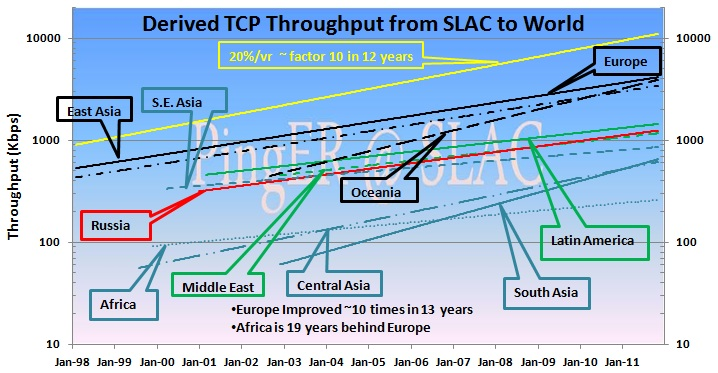 Derived TCP Throughput from SLAC to World
10000
10000
20%/yr ~ factor 10 in 12 years
Europe
S.E. Asia
East Asia
PingER @ SLAC
1000
1000
Throughput (Kbps)
Oceania
Russia
Latin America
100
100
Middle East
Central Asia
South Asia
Africa
•Europe Improved ~10 times in 13 years
•Africa is 19 years behind Europe
10
10
Jan-98 Jan-99 Jan-00 Jan-01 Jan-02 Jan-03 Jan-04 Jan-05 Jan-06 Jan-07 Jan-08 Jan-09 Jan-10 Jan-11